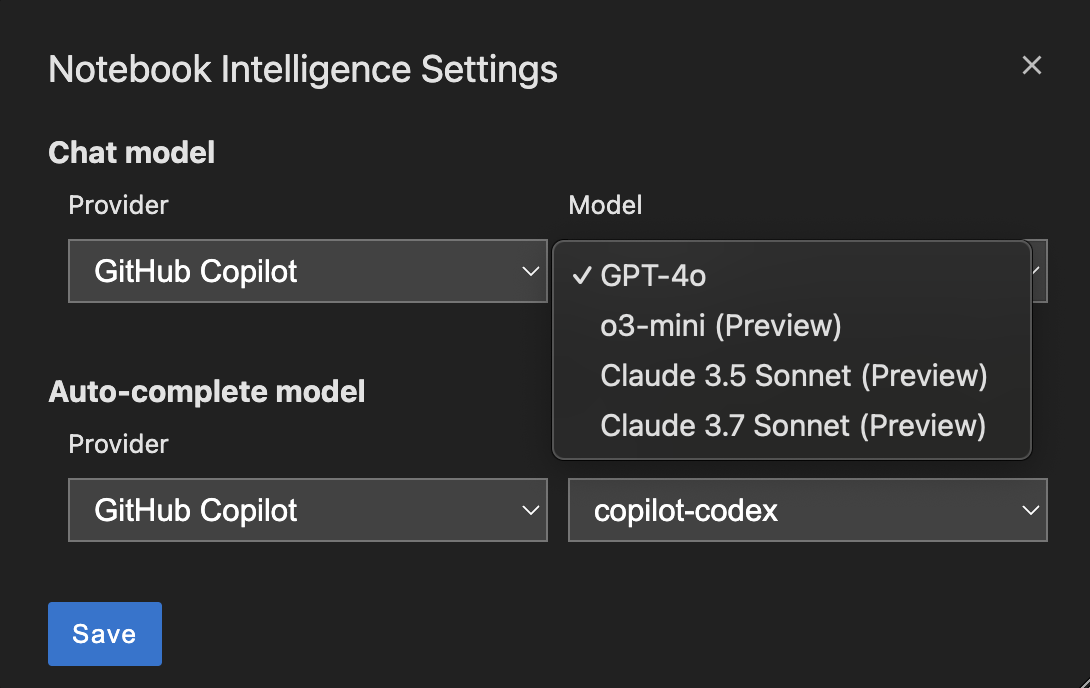 Notebook Intelligence Settings
Chat model
Provider
Model
GitHub Copilot
✓ GPT-4o
o3-mini (Preview)
Claude 3.5 Sonnet (Preview)
Claude 3.7 Sonnet (Preview)
Auto-complete model
Provider
GitHub Copilot
copilot-codex
Save